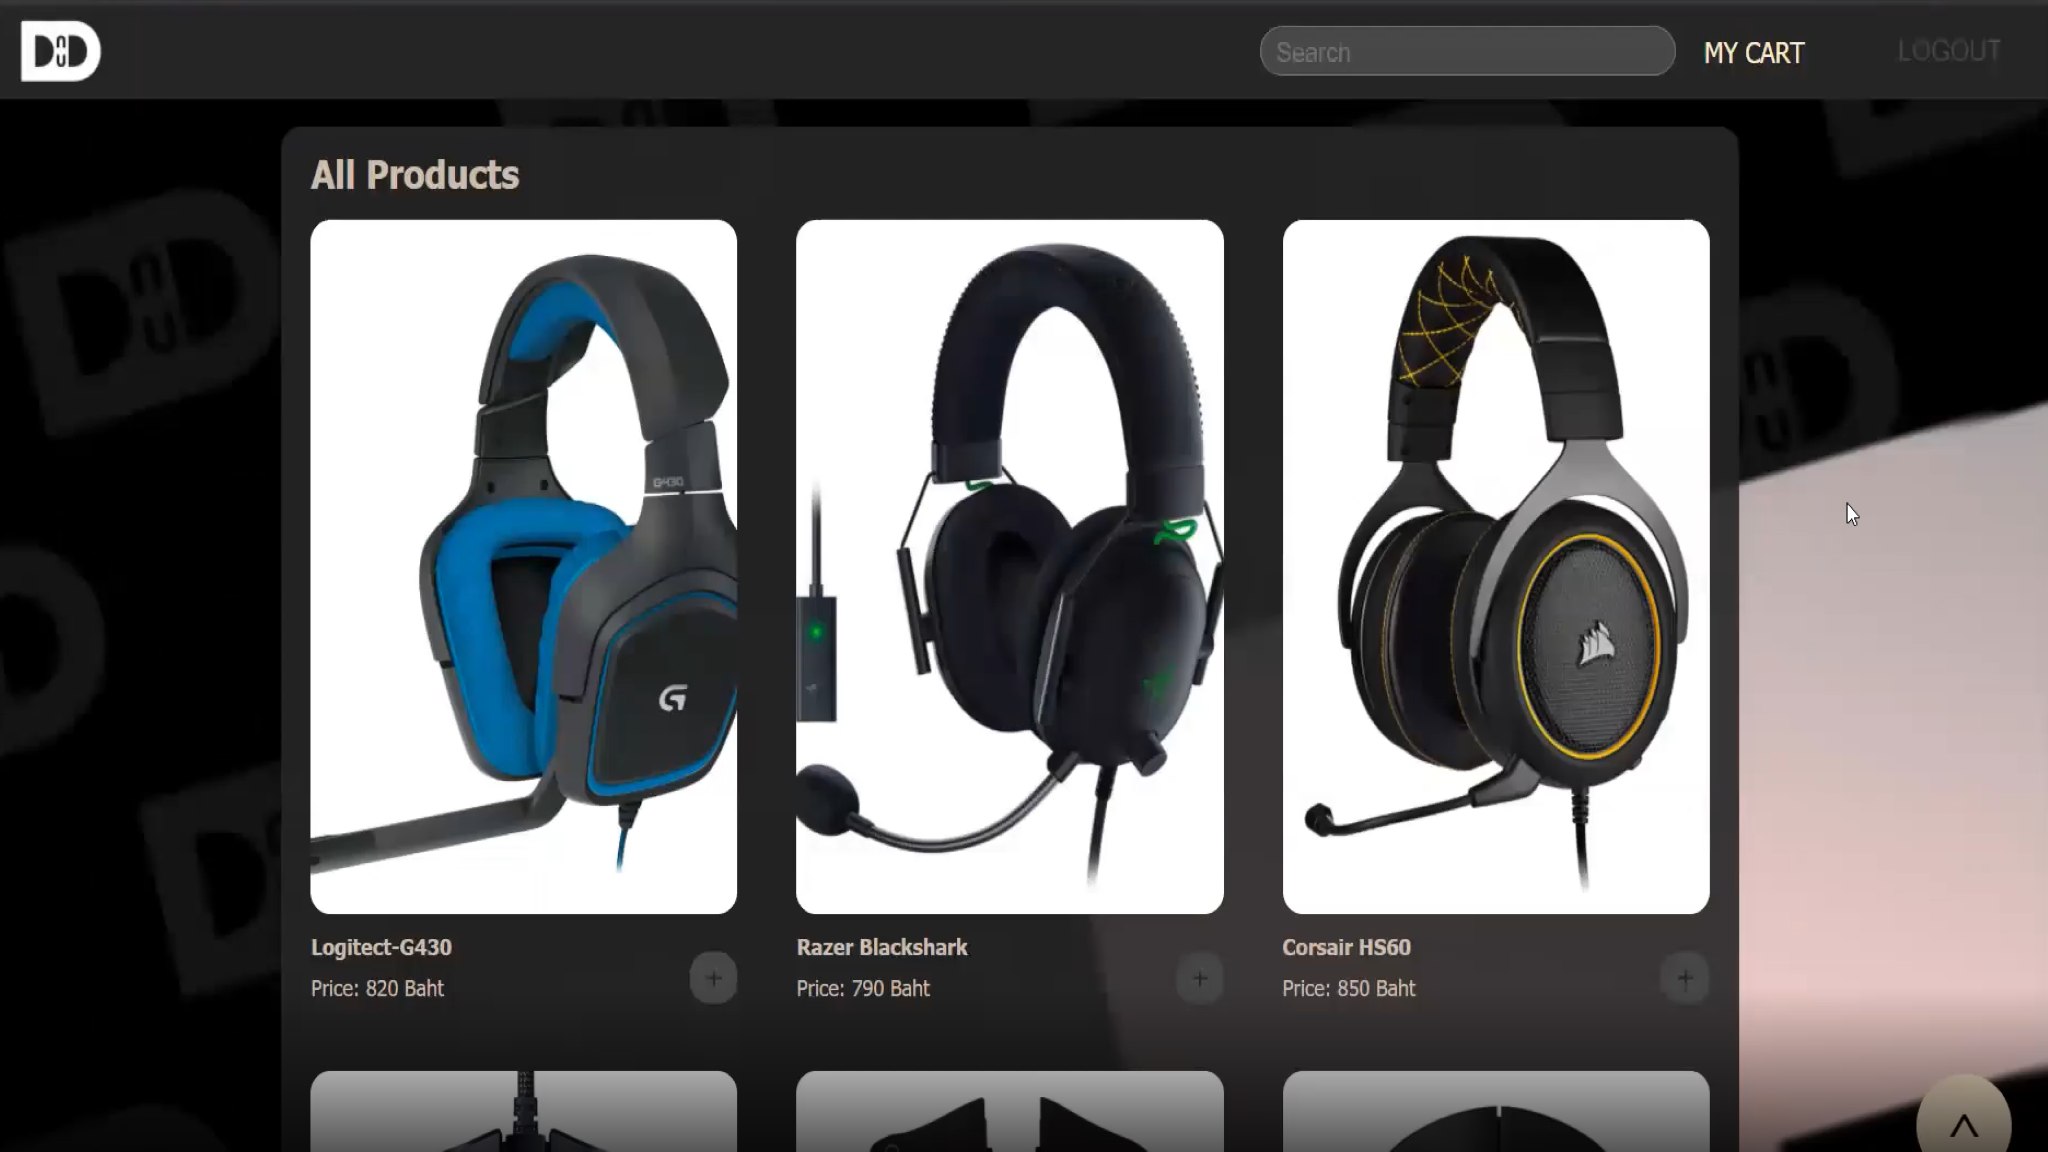 Search
MY CART
LOGOUT
All Products
G430
G
Logitect-G430
Price: 820 Baht
+
Razer Blackshark
Price: 790 Baht
+
Corsair HS60
Price: 850 Baht
+